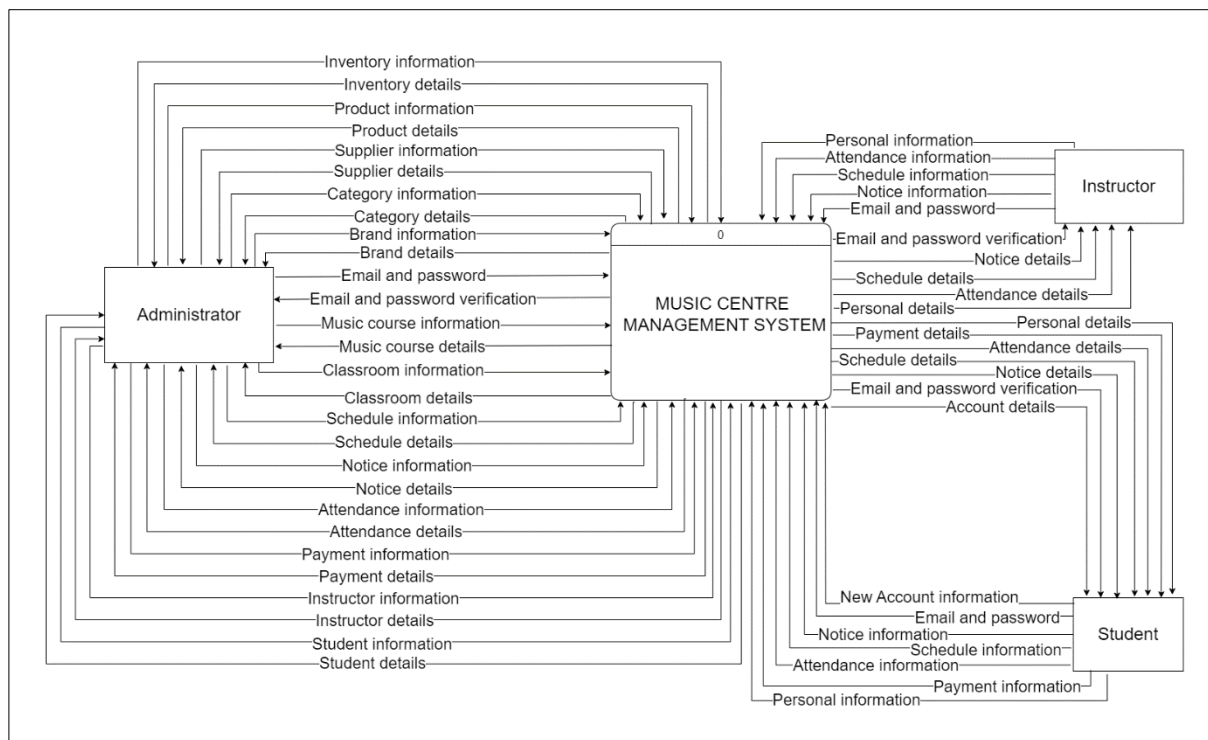 Inventory information
Inventory details
Product information
Product details
Supplier information
Supplier details
Category information
Category details
Brand information
Brand details
Email and password
Email and password verification
Music course information
Music course details
Classroom information
Classroom details
Schedule information
Schedule details
Notice information
Notice details
Attendance information
Attendance details
Payment information
Payment details
Instructor information
Instructor details
Student information
Student details
Administrator
0
MUSIC CENTRE
MANAGEMENT SYSTEM
Personal information
Attendance information
Schedule information
Notice information
Email and password
Instructor
Email and password verification
Notice details
Schedule details
Attendance details
Personal details
Personal details
Payment details
Attendance details
Schedule details
Notice details
Email and password verification
Account details
New Account information
Email and password
Notice information
Schedule information
Attendance information
Payment information
Personal information
Student